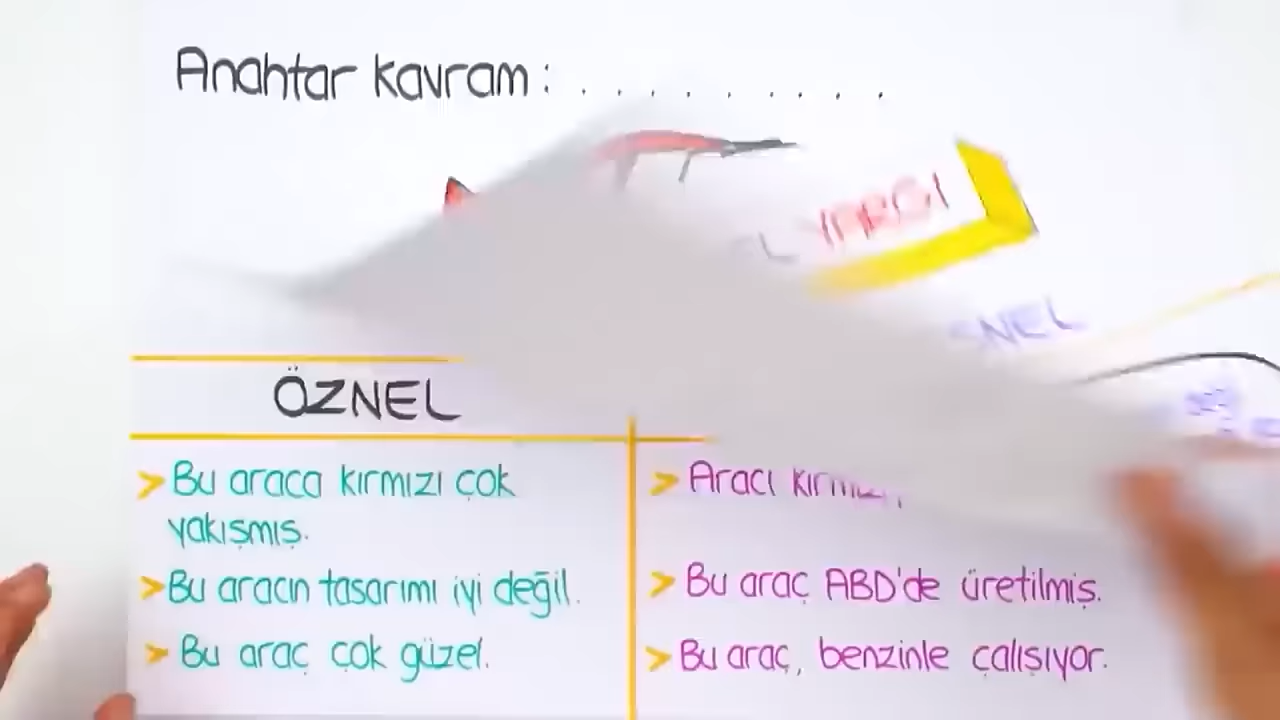 Anahtar kavram : . . . . . . . . .
YARGI
ÖZNEL
> Bu araca kırmızı çok
yakışmış.
> Bu aracın tasarımı iyi değil.
> Bu araç çok güzel.
> Aracı
> Bu araç ABD'de üretilmiş.
> Bu araç, benzinle çalışıyor.